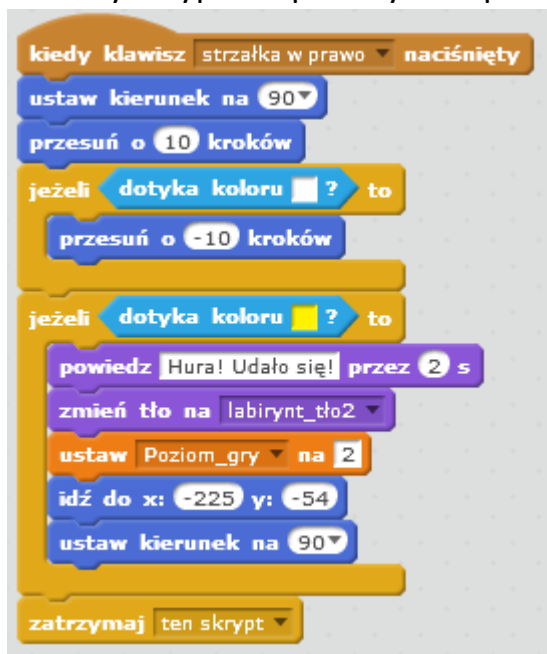 kiedy klawisz strzałka w prawo naciśnięty
ustaw kierunek na 90
przesuń o 10 kroków
jeżeli dotyka koloru ? to
przesuń o -10 kroków
jeżeli dotyka koloru ? to
powiedz Hura! Udało się! przez 2 s
zmień tło na labirynt_tło2
ustaw Poziom_gry na 2
idź do x: -225 y: -54
ustaw kierunek na 90
zatrzymaj ten skrypt